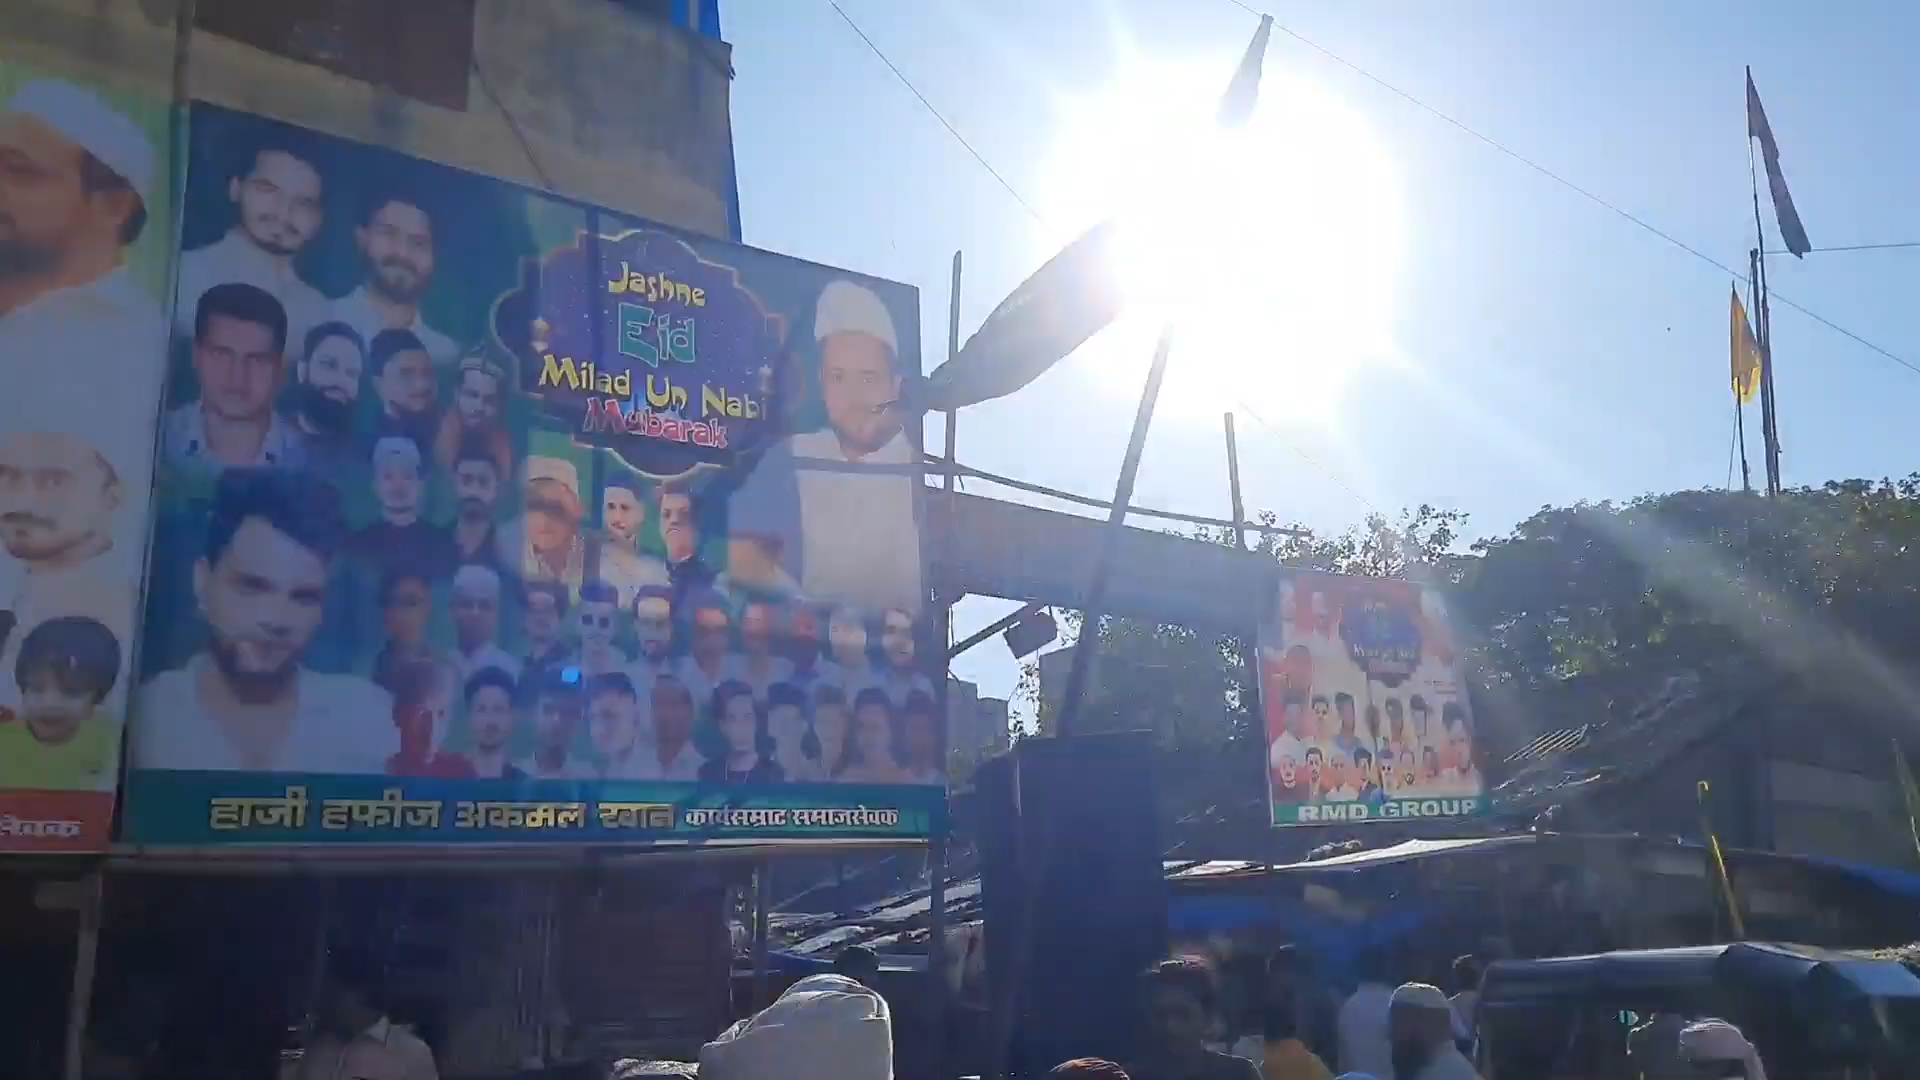 Jashne
Eid
Milad Un Nabi
Mubarak
हाजी हफीज अकमल खान कार्यसम्राट समाजसेवक
RMD GROUP